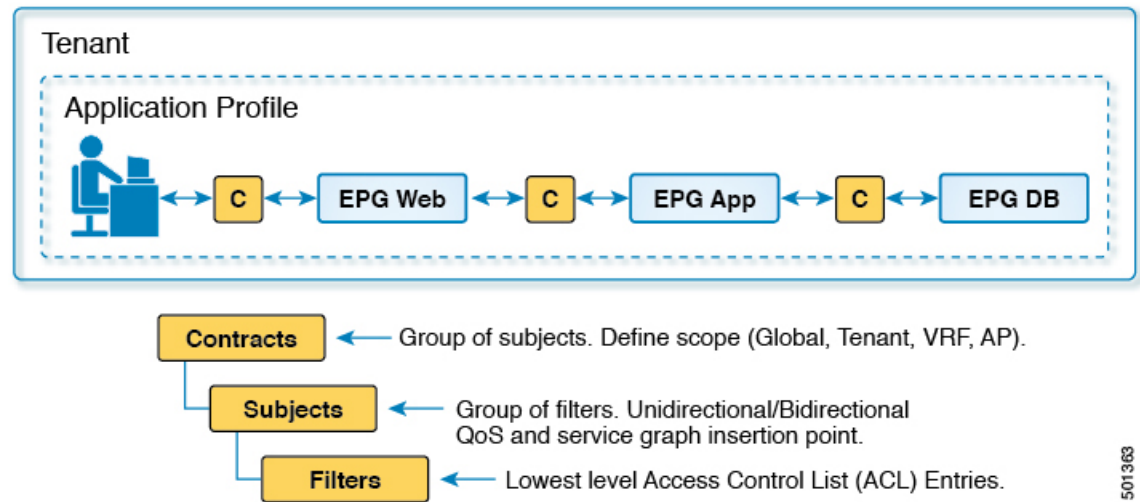 Tenant
Application Profile
C
EPG Web
C
EPG App
C
EPG DB
Contracts
Group of subjects. Define scope (Global, Tenant, VRF, AP).
Subjects
Group of filters. Unidirectional/Bidirectional
QoS and service graph insertion point.
Filters
Lowest level Access Control List (ACL) Entries.
501363